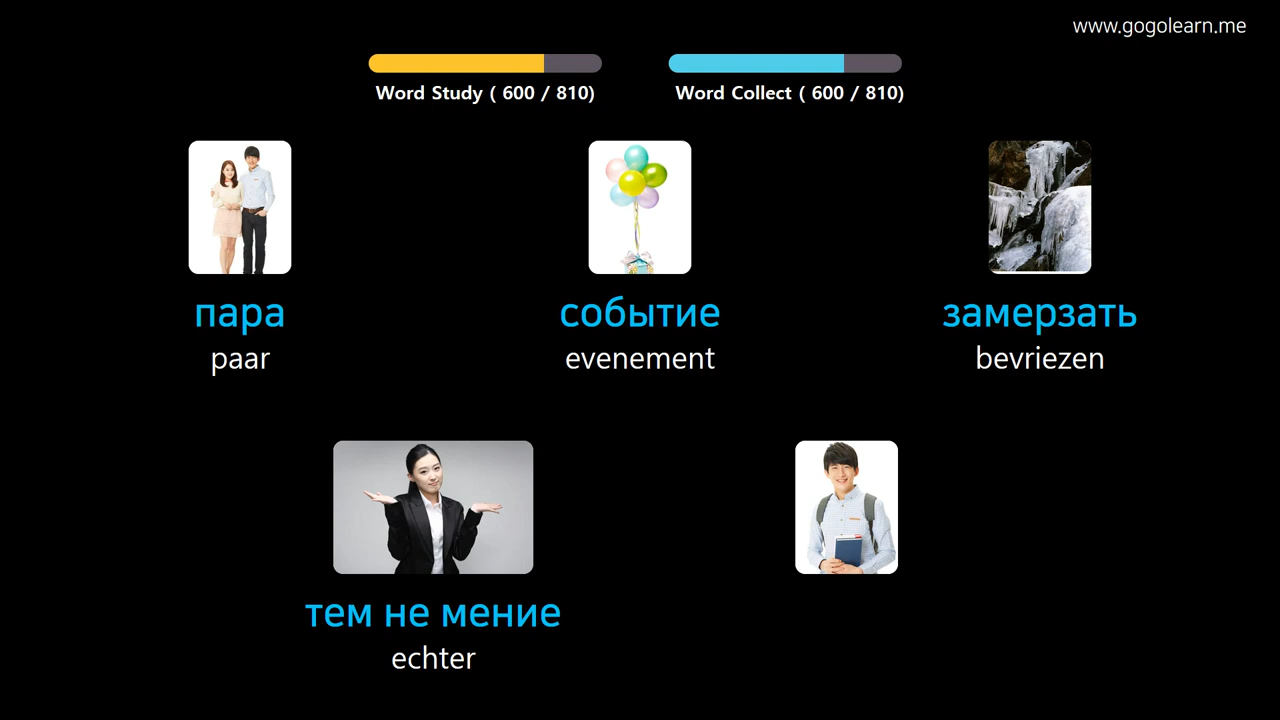 www.gogolearn.me
Word Study ( 600 / 810)
Word Collect ( 600 / 810)
пара
paar
событие
evenement
замерзать
bevriezen
тем не мение
echter